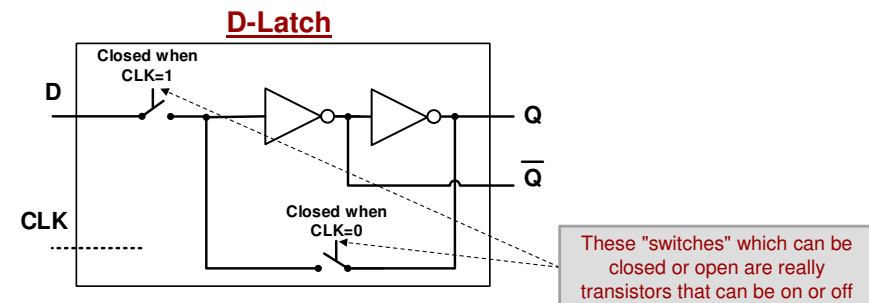 D-Latch
Closed when
CLK=1
D
Q
Q
CLK
Closed when
CLK=0
These "switches" which can be
closed or open are really
transistors that can be on or off